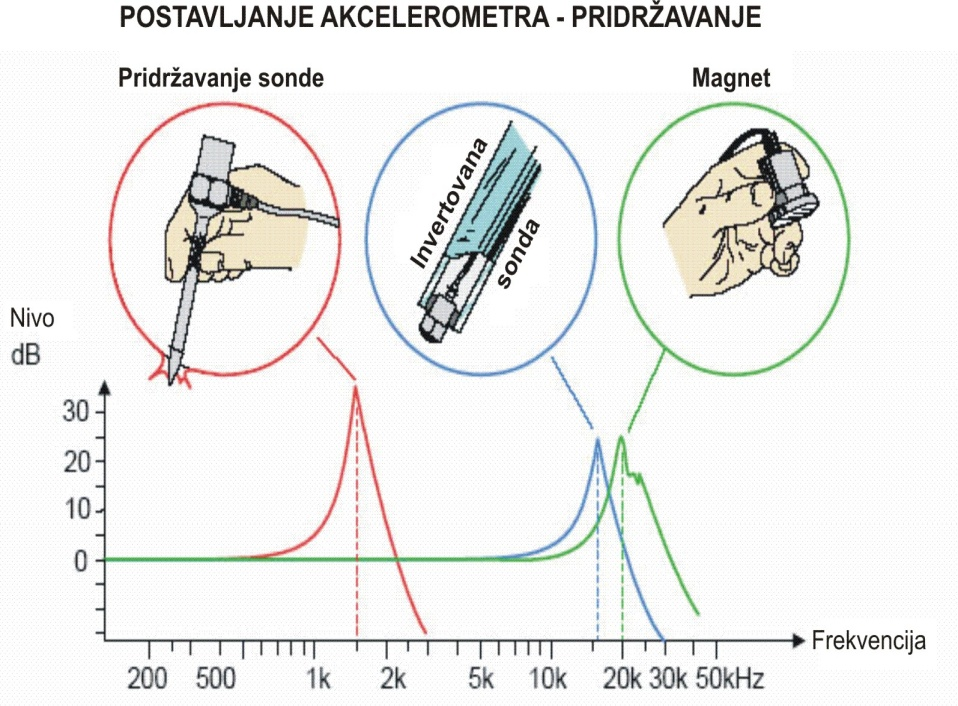 POSTAVLJANJE AKCELEROMETRA - PRIDRŽAVANJE
Pridržavanje sonde
Magnet
Invertovana
sonda
Nivo
dB
30
20
10
0
Frekvencija
200 500 1k 2k 5k 10k 20k 30k 50kHz